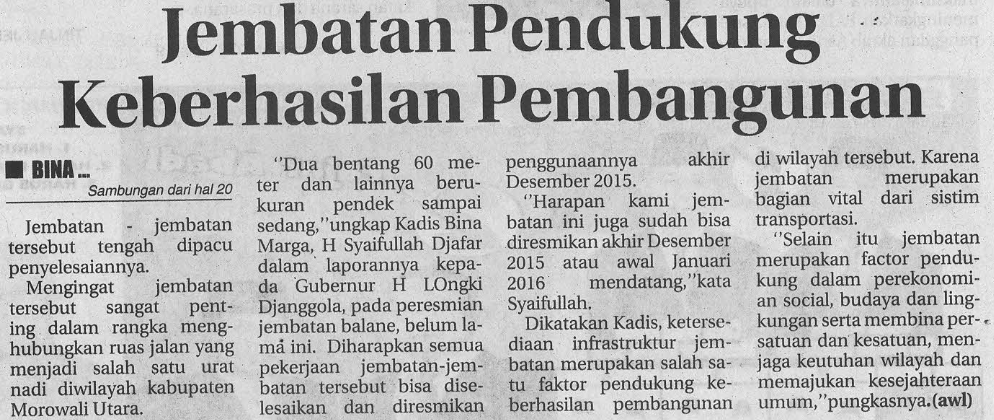 Jembatan Pendukung
Keberhasilan Pembangunan
■ BINA ...
Sambungan dari hal 20
Jembatan - jembatan
tersebut tengah dipacu
penyelesaiannya.
Mengingat jembatan
tersebut sangat pent-
ing dalam rangka meng-
hubungkan ruas jalan yang
menjadi salah satu urat
nadi diwilayah kabupaten
Morowali Utara.
"Dua bentang 60 me-
ter dan lainnya beru-
kuran pendek sampai
sedang,"ungkap Kadis Bina
Marga, H Syaifullah Djafar
dalam laporannya kepa-
da Gubernur H LOngki
Djanggola, pada peresmian
jembatan balane, belum la-
ma ini. Diharapkan semua
pekerjaan jembatan-jem-
batan tersebut bisa dise-
lesaikan dan diresmikan
penggunaannya akhir
Desember 2015.
"Harapan kami jem-
batan ini juga sudah bisa
diresmikan akhir Desember
2015 atau awal Januari
2016 mendatang,"kata
Syaifullah.
Dikatakan Kadis, keterse-
diaan infrastruktur jem-
batan merupakan salah sa-
tu faktor pendukung ke-
berhasilan pembangunan
di wilayah tersebut. Karena
jembatan merupakan
bagian vital dari sistim
transportasi.
"Selain itu jembatan
merupakan factor pendu-
kung dalam perekonomi-
an social, budaya dan ling-
kungan serta membina per-
satuan dan kesatuan, men-
jaga keutuhan wilayah dan
memajukan kesejahteraan
umum,"pungkasnya.(awl)